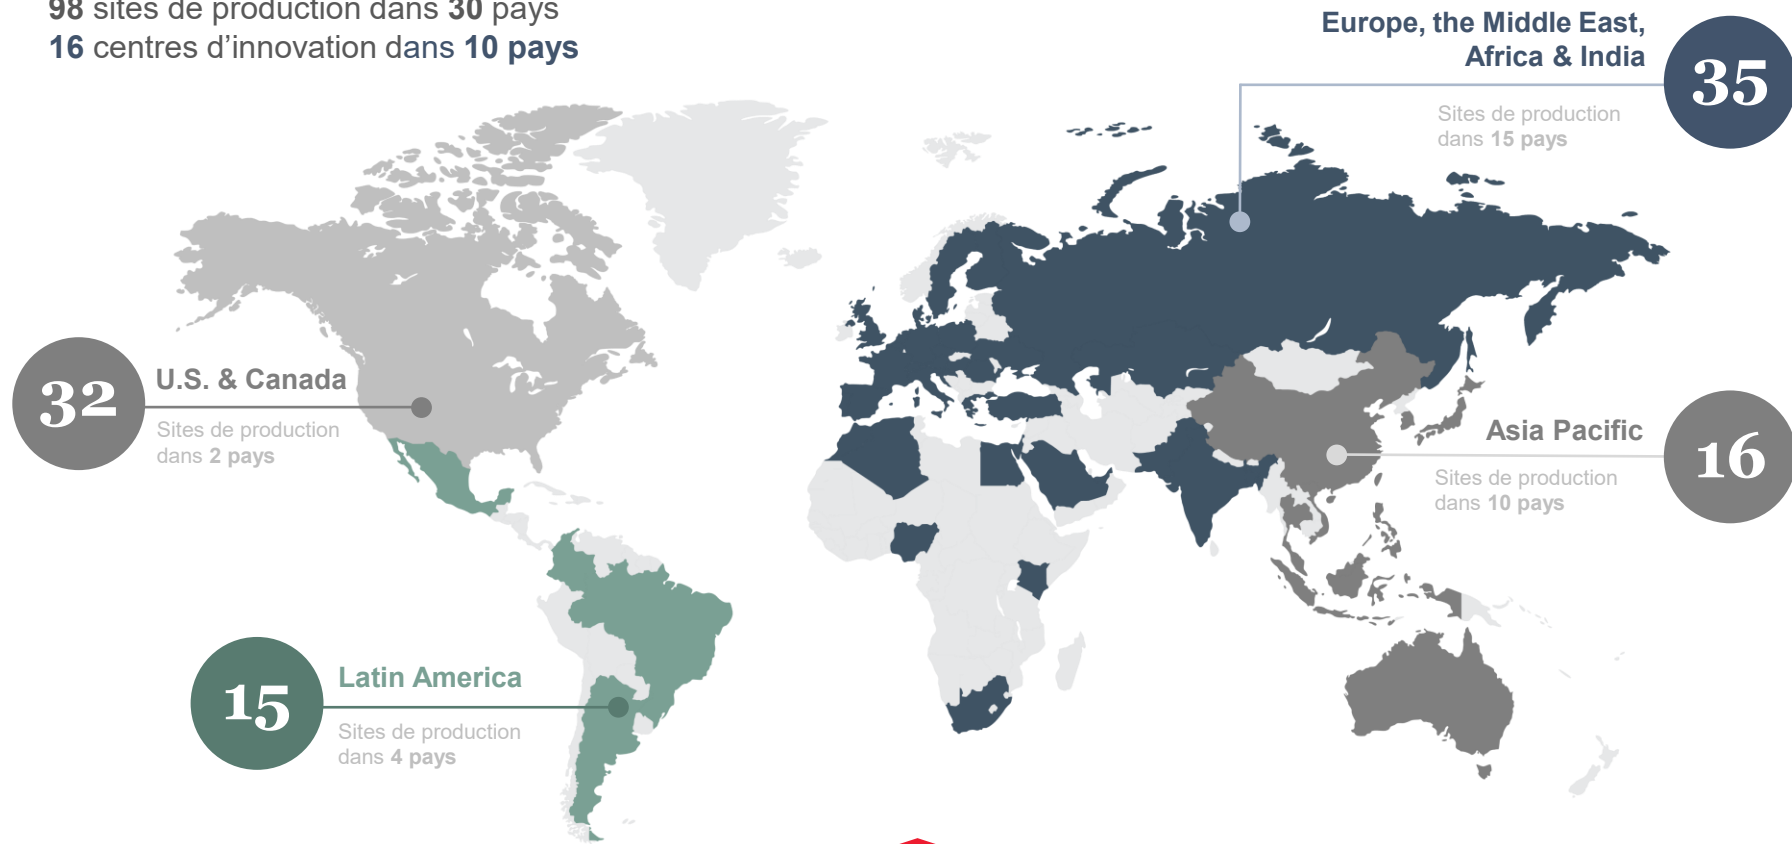 98 sites de production dans 30 pays
16 centres d’innovation dans 10 pays
Europe, the Middle East,
Africa & India
35
Sites de production
dans 15 pays
32
U.S. & Canada
Sites de production
dans 2 pays
Asia Pacific
16
Sites de production
dans 10 pays
15
Latin America
Sites de production
dans 4 pays